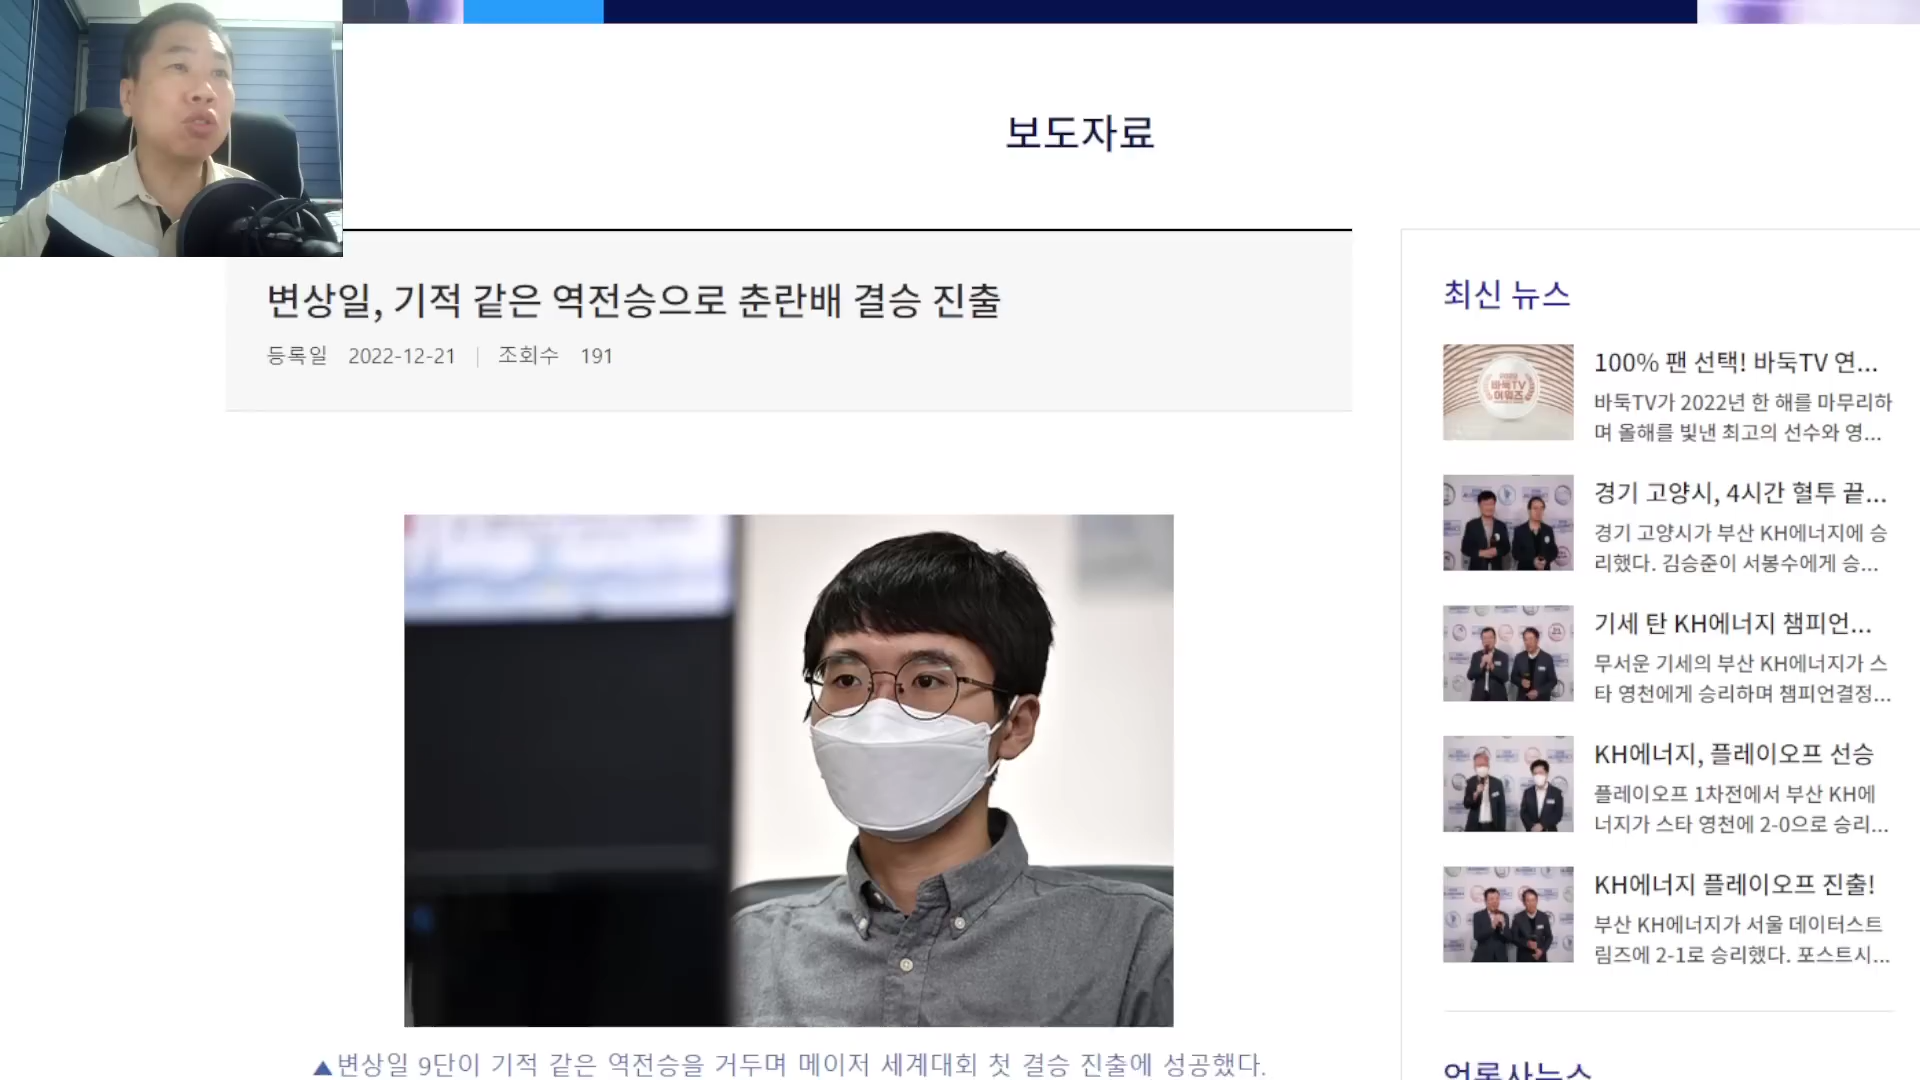 보도자료
변상일, 기적 같은 역전승으로 춘란배 결승 진출
등록일 2022-12-21 | 조회수 191
▲변상일 9단이 기적 같은 역전승을 거두며 메이저 세계대회 첫 결승 진출에 성공했다.
최신 뉴스
바둑TV
어워즈
100% 팬 선택! 바둑TV 연...
바둑TV가 2022년 한 해를 마무리하
며 올해를 빛낸 최고의 선수와 영...
경기 고양시, 4시간 혈투 끝...
경기 고양시가 부산 KH에너지에 승
리했다. 김승준이 서봉수에게 승...
기세 탄 KH에너지 챔피언...
무서운 기세의 부산 KH에너지가 스
타 영천에게 승리하며 챔피언결정...
KH에너지, 플레이오프 선승
플레이오프 1차전에서 부산 KH에
너지가 스타 영천에 2-0으로 승리...
KH에너지 플레이오프 진출!
부산 KH에너지가 서울 데이터스트
림즈에 2-1로 승리했다. 포스트시...
언론사뉴스